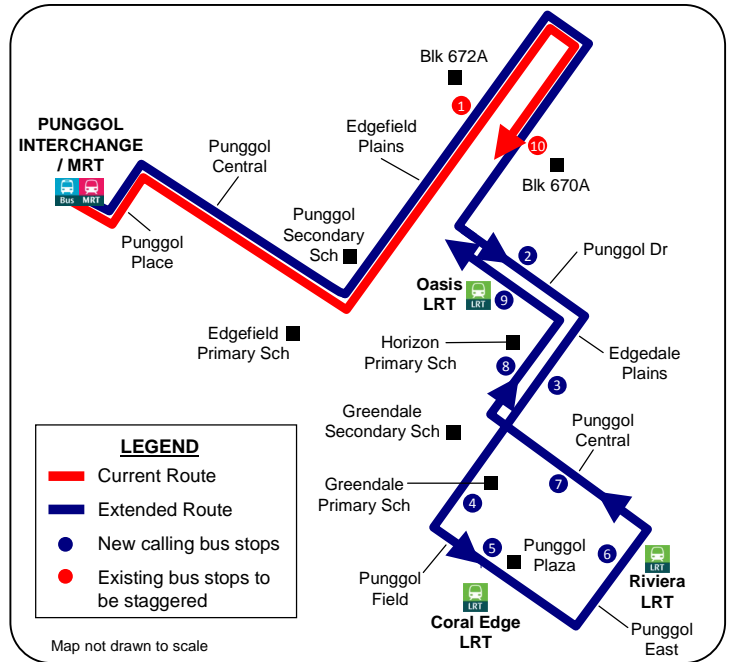 Blk 672A
1
PUNGGOL
INTERCHANGE
/ MRT
Bus
MRT
Punggol
Central
Edgefield
Plains
10
Blk 670A
Punggol
Place
Punggol
Secondary
Sch
2
Punggol Dr
Oasis
LRT
LRT
9
Edgefield
Primary Sch
Horizon
Primary Sch
8
Edgedale
Plains
3
Greendale
Secondary Sch
Punggol
Central
Greendale
Primary Sch
4
7
5
Punggol
Plaza
6
Punggol
Field
LRT
Coral Edge
LRT
LRT
Riviera
LRT
Punggol
East
LEGEND
Current Route
Extended Route
New calling bus stops
Existing bus stops to
be staggered
Map not drawn to scale